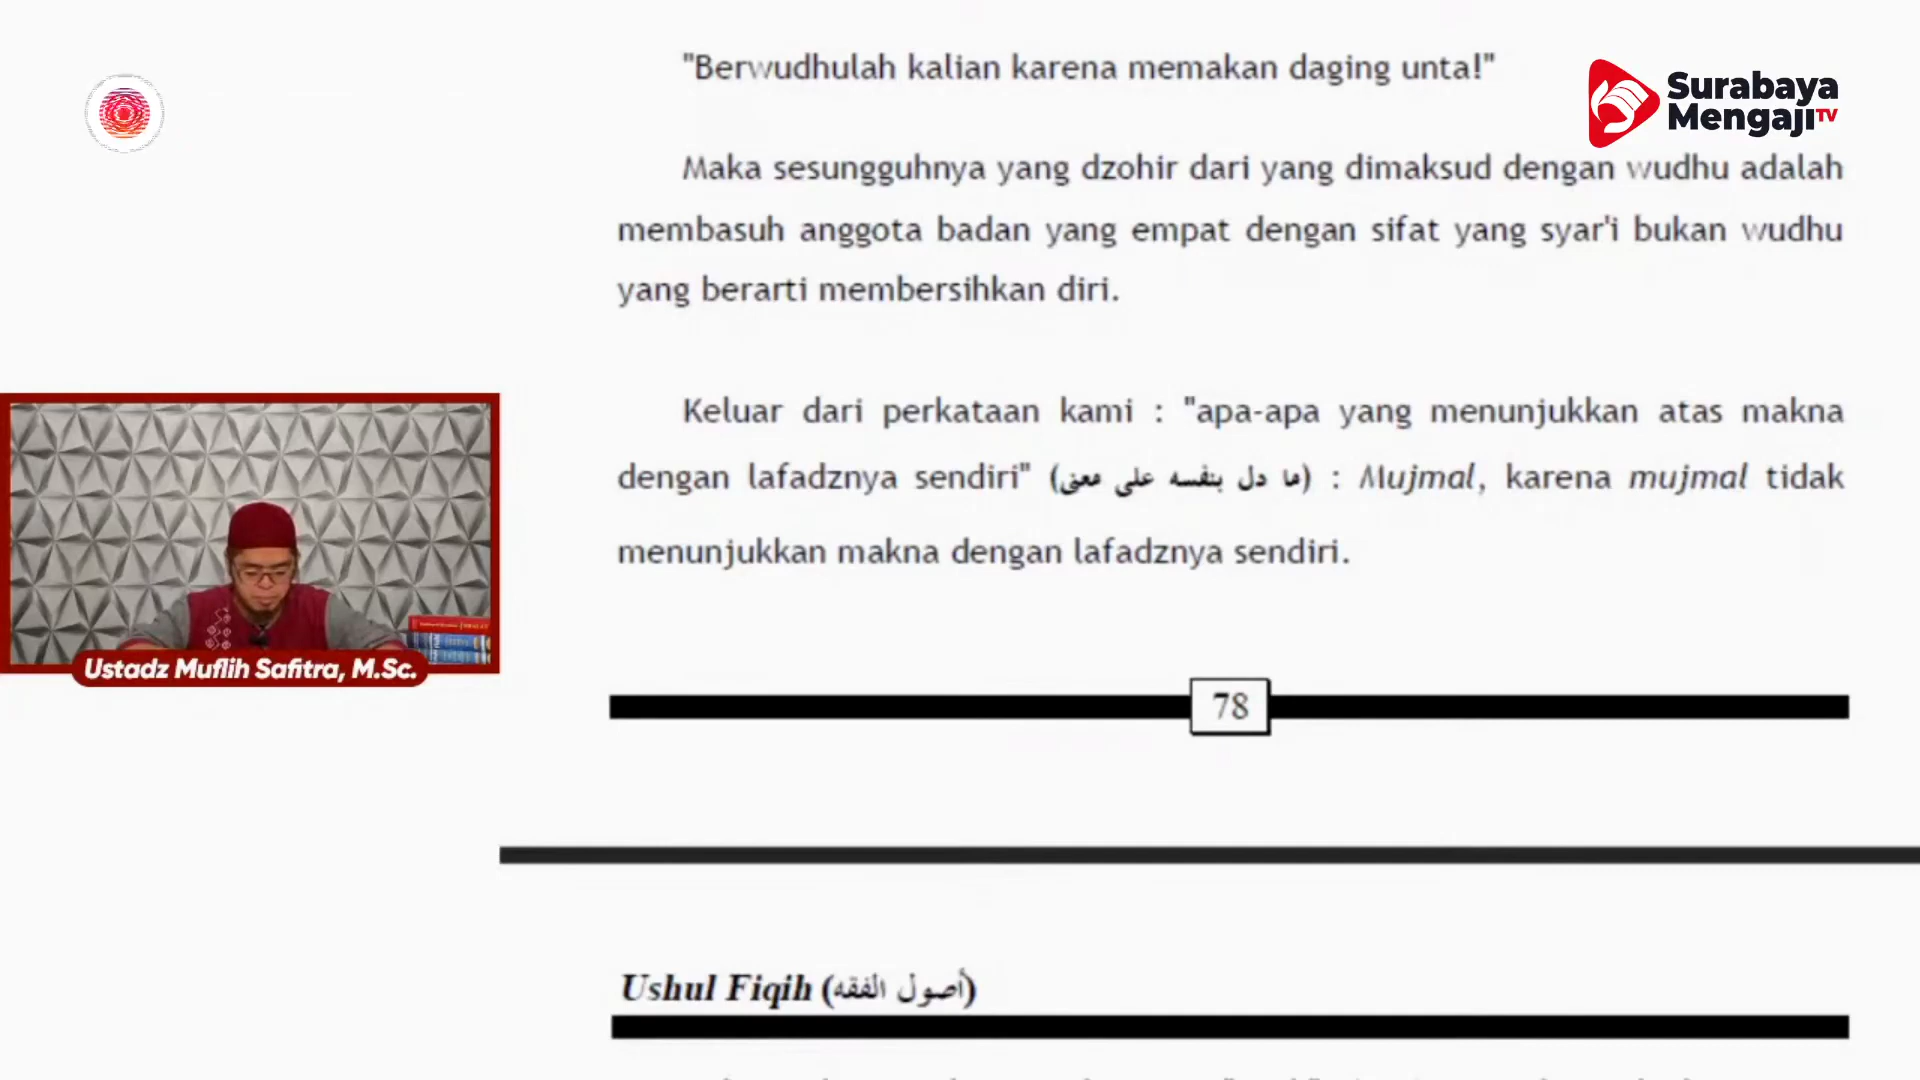 "Berwudhulah kalian karena memakan daging unta!"
Surabaya
MengajiTV
Maka sesungguhnya yang dzohir dari yang dimaksud dengan wudhu adalah
membasuh anggota badan yang empat dengan sifat yang syar'i bukan wudhu
yang berarti membersihkan diri.
Keluar dari perkataan kami : "apa-apa yang menunjukkan atas makna
dengan lafadznya sendiri" (ما دل بنفسه على معنى) : Mujmal, karena mujmal tidak
menunjukkan makna dengan lafadznya sendiri.
Ustadz Muflih Safitra, M.Sc.
78
Ushul Fiqih (أصول الفقه)